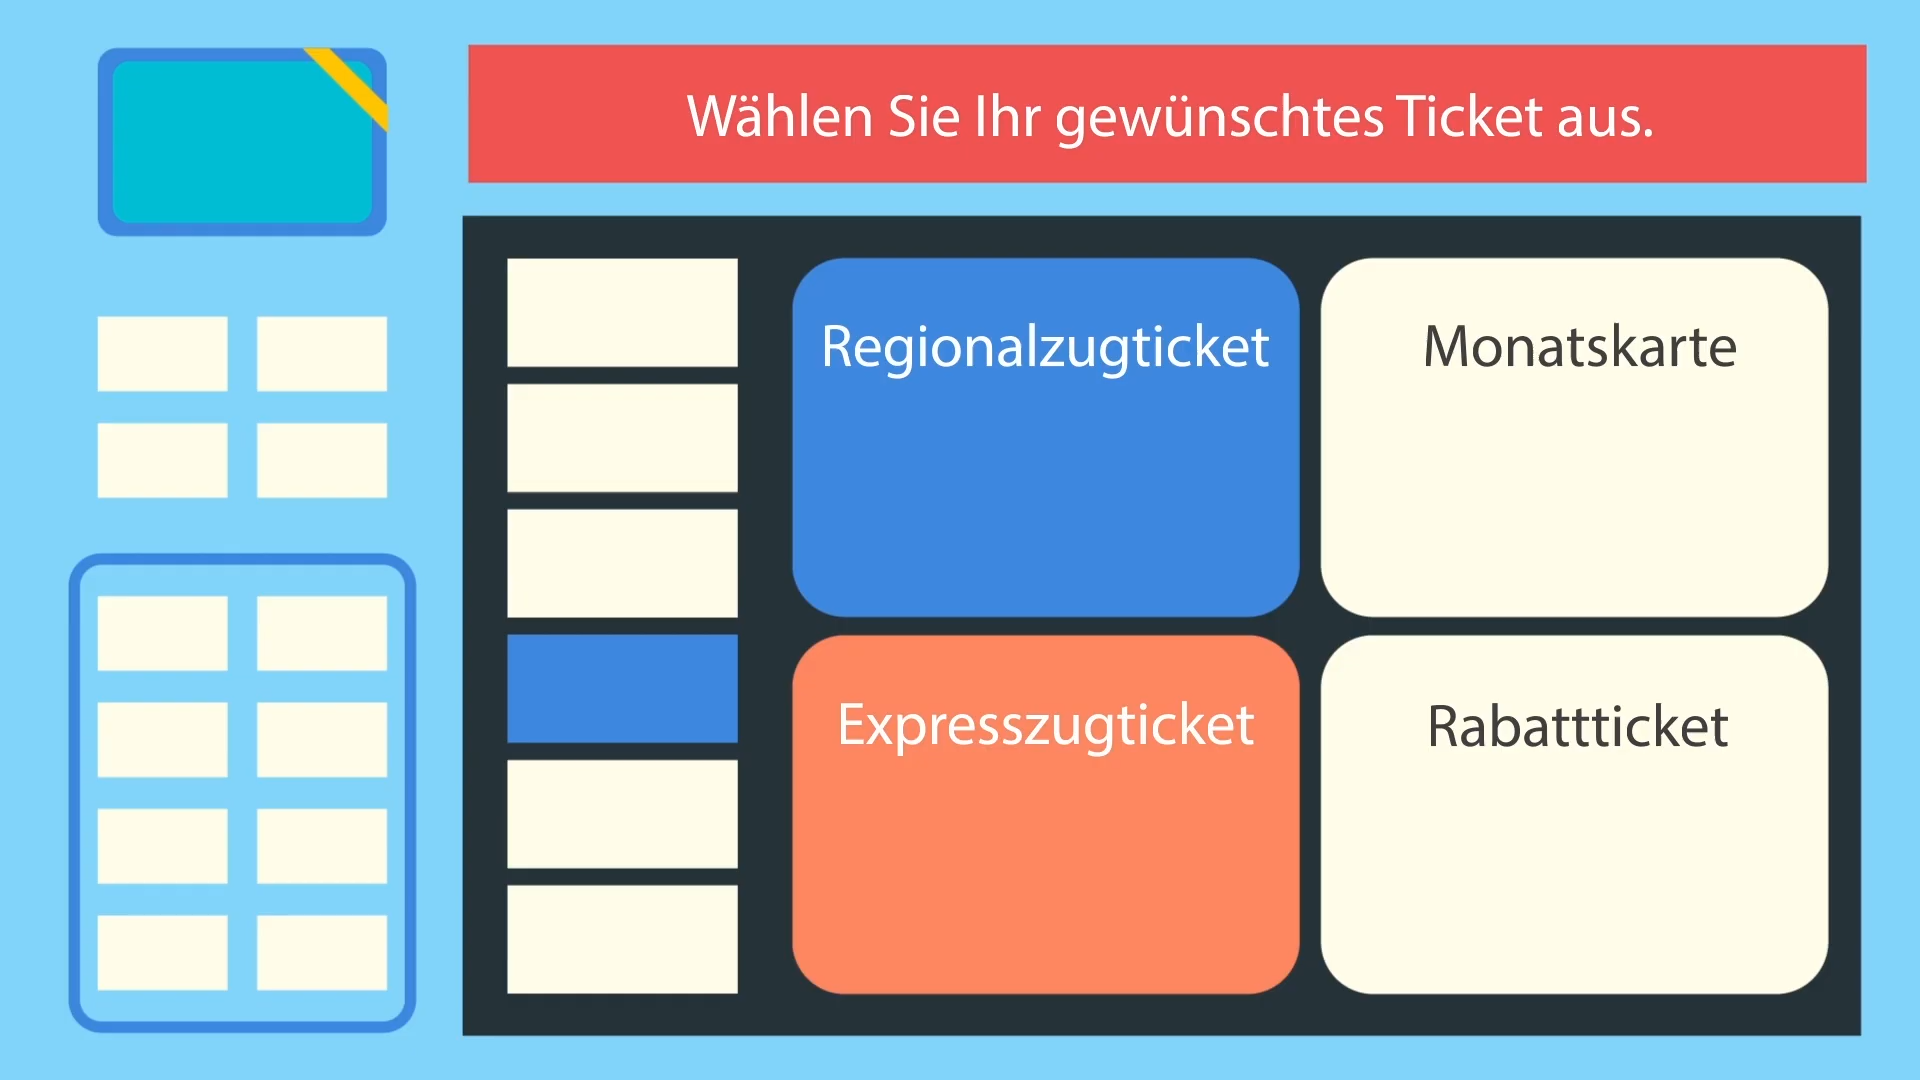 Wählen Sie Ihr gewünschtes Ticket aus.
Regionalzugticket
Monatskarte
Expresszugticket
Rabattticket